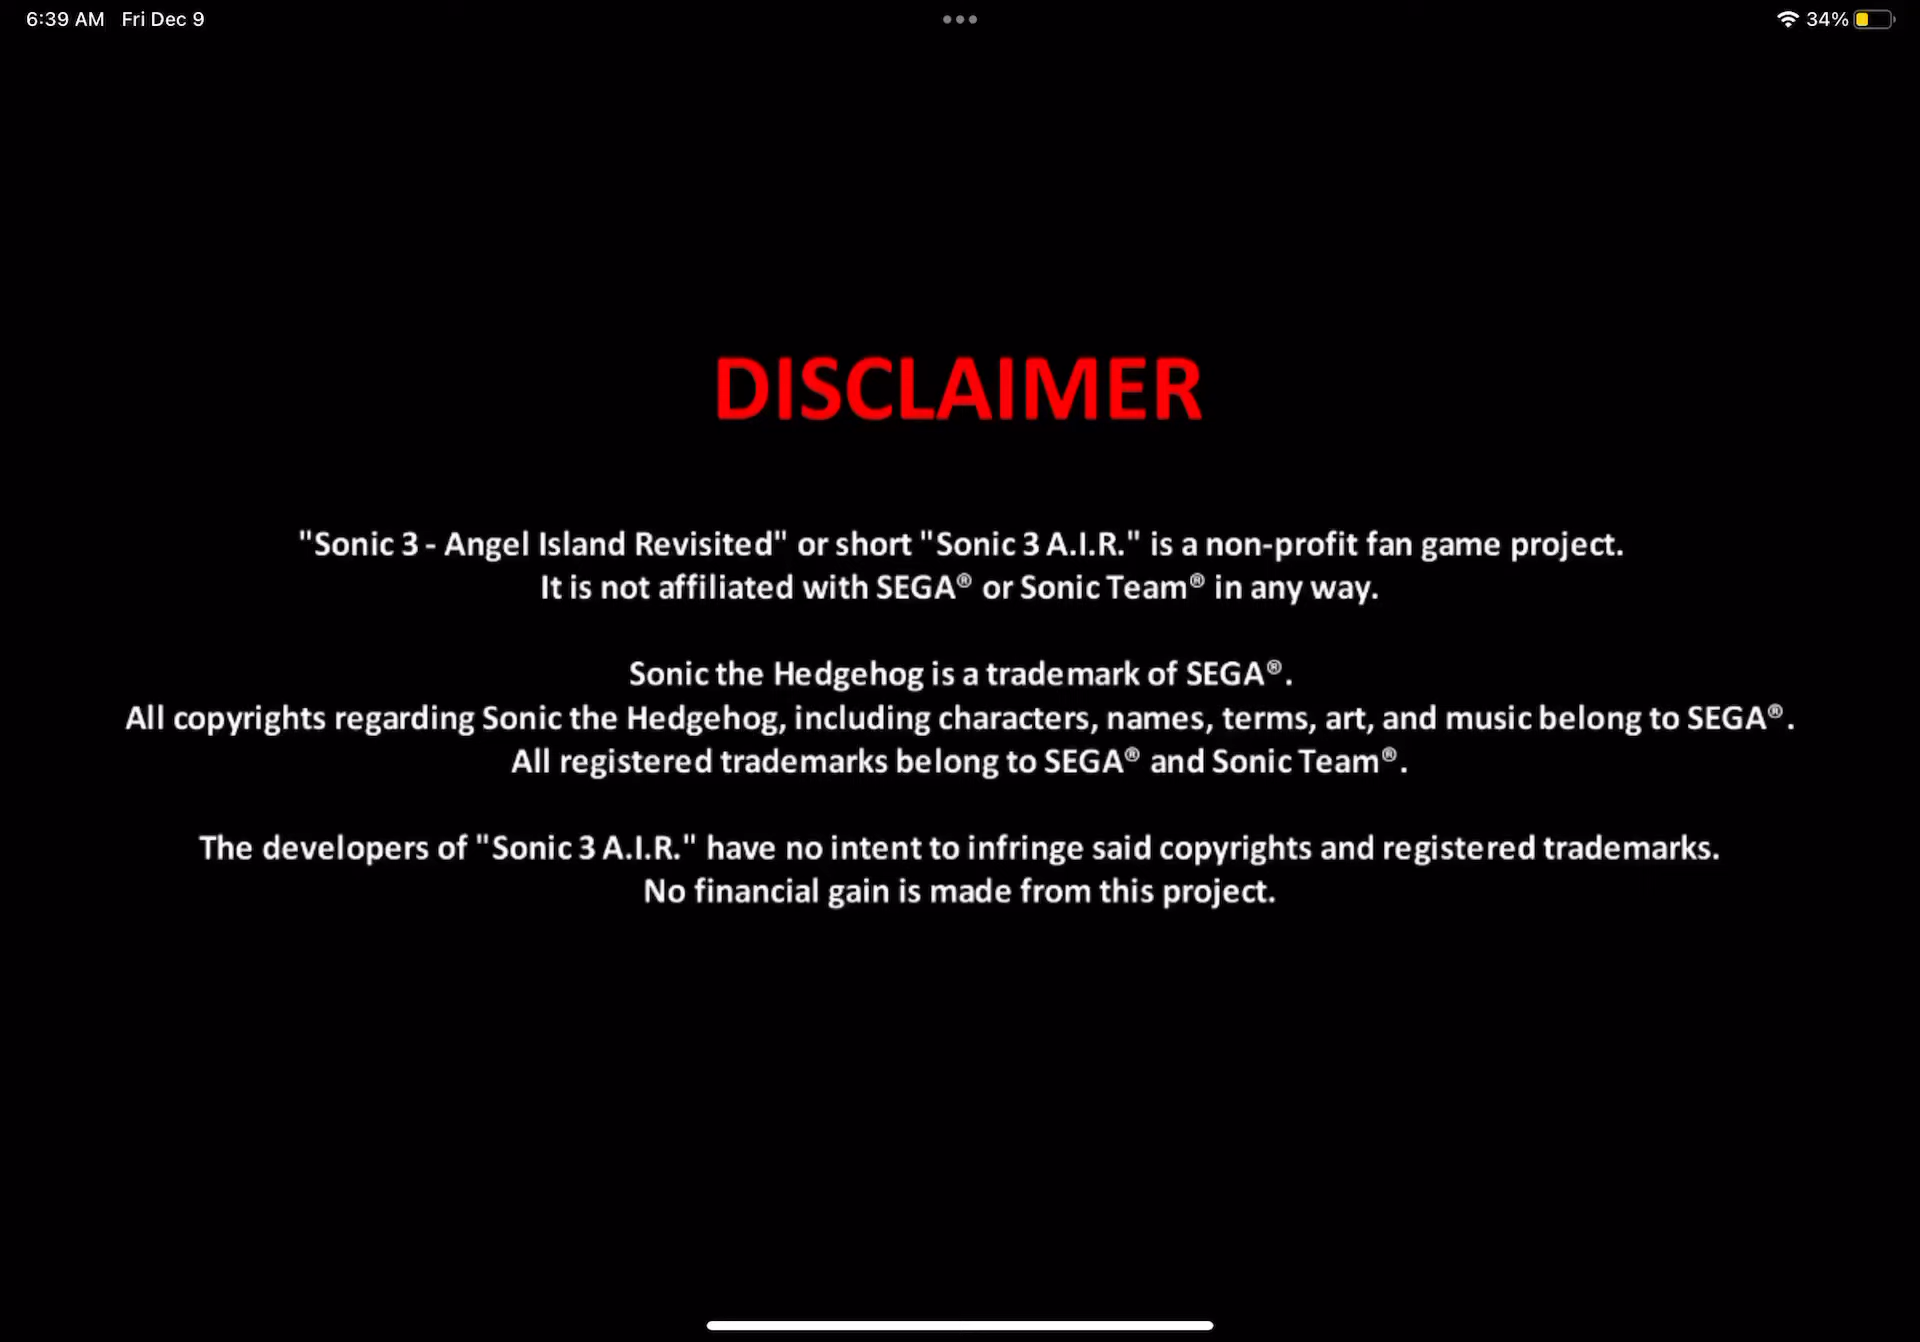 6:39 AM Fri Dec 9
34%
DISCLAIMER
"Sonic 3 - Angel Island Revisited" or short "Sonic 3 A.I.R." is a non-profit fan game project.
It is not affiliated with SEGA® or Sonic Team® in any way.
Sonic the Hedgehog is a trademark of SEGA®.
All copyrights regarding Sonic the Hedgehog, including characters, names, terms, art, and music belong to SEGA®.
All registered trademarks belong to SEGA® and Sonic Team®.
The developers of "Sonic 3 A.I.R." have no intent to infringe said copyrights and registered trademarks.
No financial gain is made from this project.